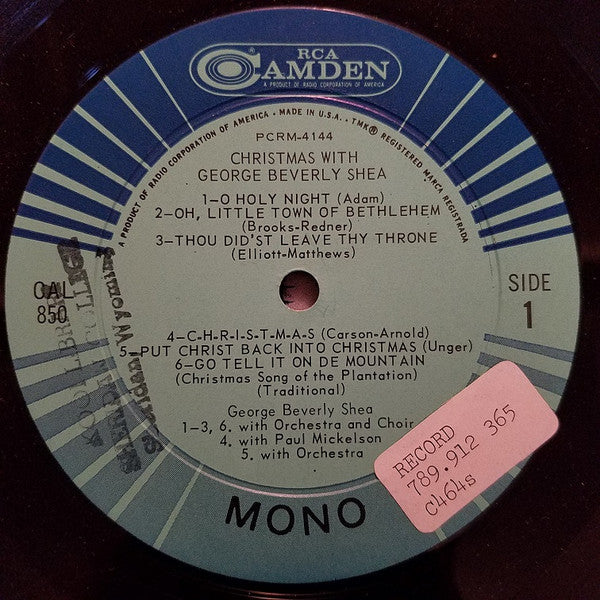 RCA
CAMDEN
A PRODUCT OF RADIO CORPORATION OF AMERICA
A PRODUCT OF RADIO CORPORATION OF AMERICA • MADE IN U.S.A. • TMK® REGISTERED MARCA REGISTRADA
PCRM-4144
CHRISTMAS WITH
GEORGE BEVERLY SHEA
1—O HOLY NIGHT (Adam)
2—OH, LITTLE TOWN OF BETHLEHEM
(Brooks-Redner)
3—THOU DID'ST LEAVE THY THRONE
(Elliott-Matthews)
CAL
850
SIDE
1
4—C-H-R-I-S-T-M-A-S (Carson-Arnold)
5—PUT CHRIST BACK INTO CHRISTMAS (Unger)
6—GO TELL IT ON DE MOUNTAIN
(Christmas Song of the Plantation)
(Traditional)
George Beverly Shea
1-3, 6. with Orchestra and Choir
4. with Paul Mickelson
5. with Orchestra
MONO
RECORD
789.912 365
C464s
Sheridan Wyoming